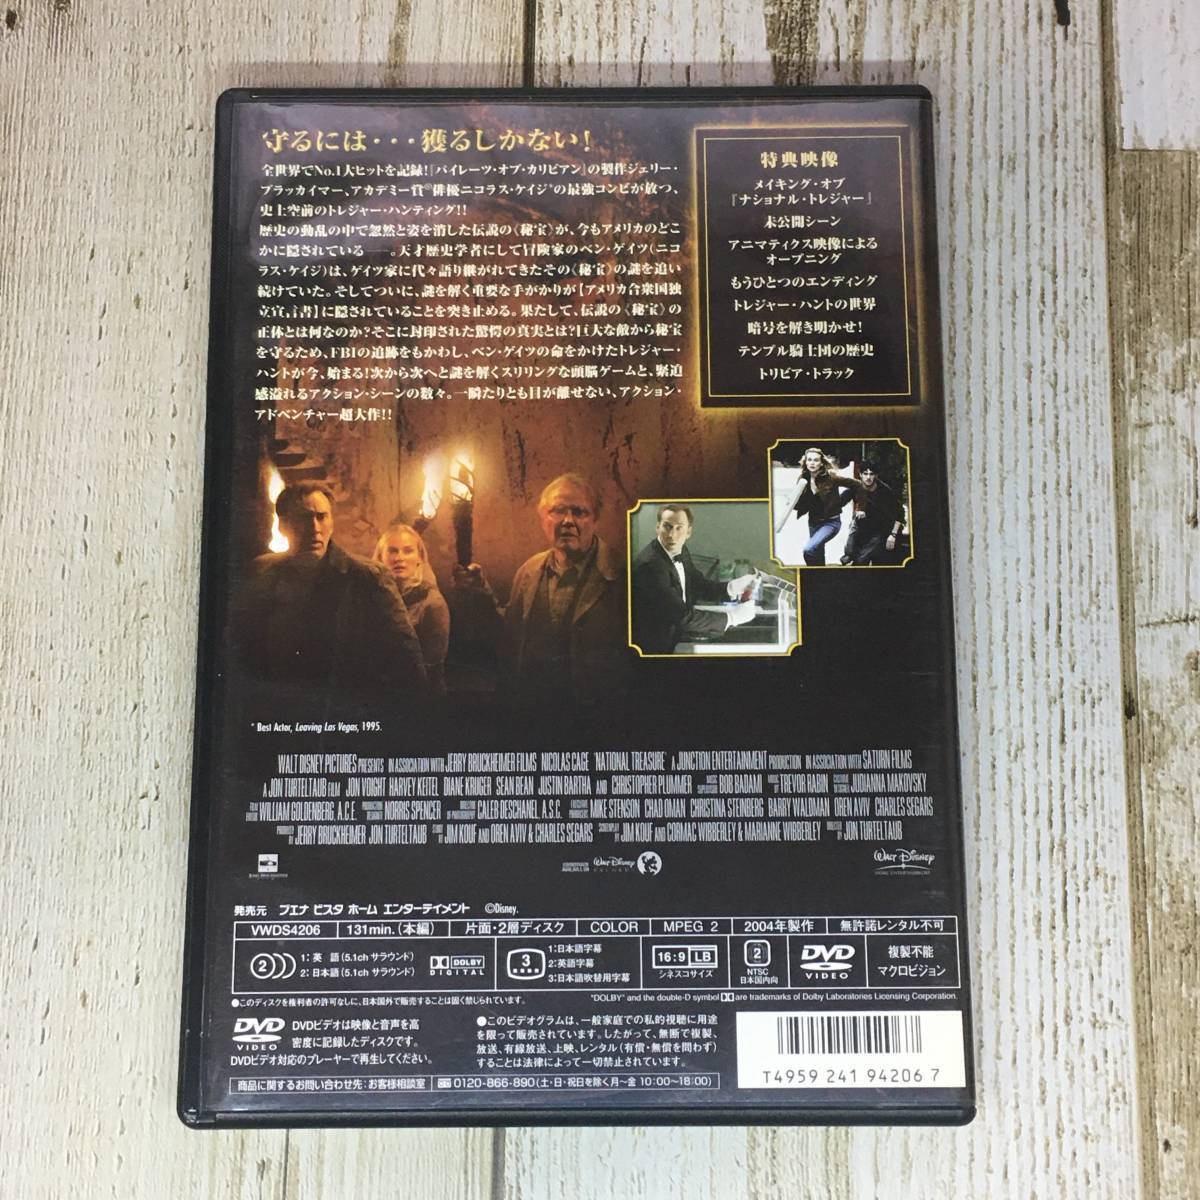 守るには・・・獲るしかない!
全世界でNo.1大ヒットを記録!『パイレーツ・オブ・カリビアン』の製作ジェリー・
ブラッカイマー、アカデミー賞®俳優ニコラス・ケイジ*の最強コンビが放つ、
史上空前のトレジャー・ハンティング!!
歴史の動乱の中で忽然と姿を消した伝説の《秘宝》が、今もアメリカのどこ
かに隠されている――。天才歴史学者にして冒険家のベン・ゲイツ(ニコ
ラス・ケイジ)は、ゲイツ家に代々語り継がれてきたその《秘宝》の謎を追い
続けていた。そしてついに、謎を解く重要な手がかりが【アメリカ合衆国独
立宣言書】に隠されていることを突き止める。果たして、伝説の《秘宝》の
正体とは何なのか?そこに封印された驚愕の真実とは?巨大な敵から秘宝
を守るため、FBIの追跡をもかわし、ベン・ゲイツの命をかけたトレジャー・
ハントが今、始まる!次から次へと謎を解くスリリングな頭脳ゲームと、緊迫
感溢れるアクション・シーンの数々。一瞬たりとも目が離せない、アクション・
アドベンチャー超大作!!
特典映像
メイキング・オブ
『ナショナル・トレジャー』
未公開シーン
アニマティクス映像による
オープニング
もうひとつのエンディング
トレジャー・ハントの世界
暗号を解き明かせ!
テンプル騎士団の歴史
トリビア・トラック
* Best Actor, Leaving Las Vegas, 1995.
WALT DISNEY PICTURES PRESENTS IN ASSOCIATION WITH JERRY BRUCKHEIMER FILMS NICOLAS CAGE "NATIONAL TREASURE" A JUNCTION ENTERTAINMENT PRODUCTION IN ASSOCIATION WITH SATURN FILMS
A JON TURTELTAUB FILM JON VOIGHT HARVEY KEITEL DIANE KRUGER SEAN BEAN JUSTIN BARTHA AND CHRISTOPHER PLUMMER MUSIC SUPERVISION BOB BADAMI MUSIC BY TREVOR RABIN COSTUME DESIGNER JUDIANNA MAKOVSKY
FILM EDITOR WILLIAM GOLDENBERG, A.C.E. PRODUCTION DESIGNER NORRIS SPENCER DIRECTOR OF PHOTOGRAPHY CALEB DESCHANEL, A.S.C. EXECUTIVE PRODUCERS MIKE STENSON CHAD OMAN CHRISTINA STEINBERG BARRY WALDMAN OREN AVIV CHARLES SEGARS
PRODUCED BY JERRY BRUCKHEIMER JON TURTELTAUB STORY BY JIM KOUF AND OREN AVIV & CHARLES SEGARS SCREENPLAY BY JIM KOUF AND CORMAC WIBBERLEY & MARIANNE WIBBERLEY DIRECTED BY JON TURTELTAUB
SOUNDTRACK AVAILABLE ON WALT DISNEY RECORDS
WALT DISNEY
HOME ENTERTAINMENT
発売元 ブエナ ビスタ ホーム エンターテイメント ©Disney.
VWDS4206 131min.(本編) 片面・2層ディスク COLOR MPEG 2 2004年製作 無許諾レンタル不可
2 1:英 語(5.1ch サラウンド)
2:日本語(5.1ch サラウンド)
DOLBY
DIGITAL
3 1:日本語字幕
2:英語字幕
3:日本語吹替用字幕
16:9 LB
シネスコサイズ
2
NTSC
日本国内向
DVD
VIDEO
複製不能
マクロビジョン
●このディスクを権利者の許可なしに、日本国外で販売することは固く禁じられています。
"DOLBY" and the double-D symbol are trademarks of Dolby Laboratories Licensing Corporation.
DVD
VIDEO
DVDビデオは映像と音声を高
密度に記録したディスクです。
DVDビデオ対応のプレーヤーで再生してください。
●このビデオグラムは、一般家庭での私的視聴に用途
を限って販売されています。したがって、無断で複製、
放送、有線放送、上映、レンタル(有償・無償を問わず)
することは法律によって一切禁止されています。
商品に関するお問い合わせ先:お客様相談室 0120-866-890(土・日・祝日を除く月〜金 10:00〜18:00)
T4959 241 94206 7